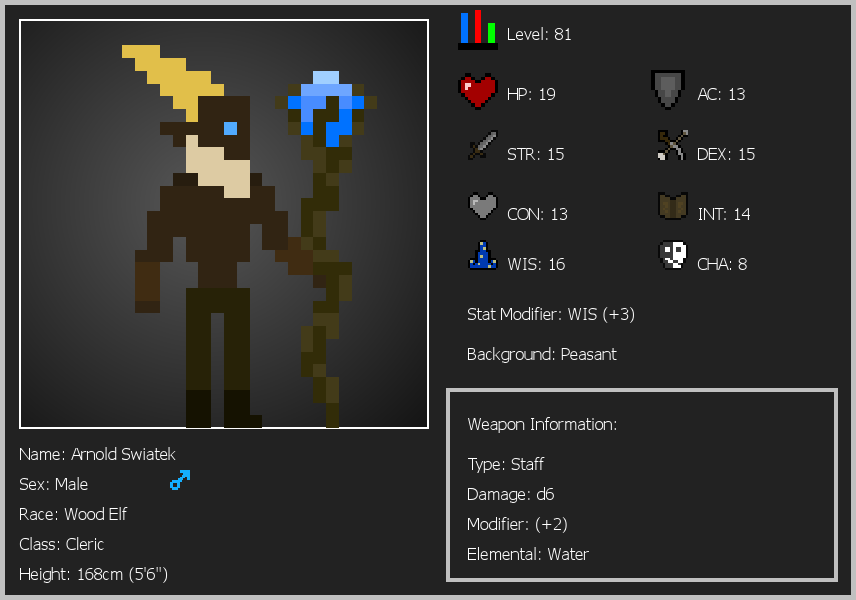 Level: 81
HP: 19
AC: 13
STR: 15
DEX: 15
CON: 13
INT: 14
WIS: 16
CHA: 8
Stat Modifier: WIS (+3)
Background: Peasant
Weapon Information:
Type: Staff
Damage: d6
Modifier: (+2)
Elemental: Water
Name: Arnold Swiatek
Sex: Male
Race: Wood Elf
Class: Cleric
Height: 168cm (5'6")